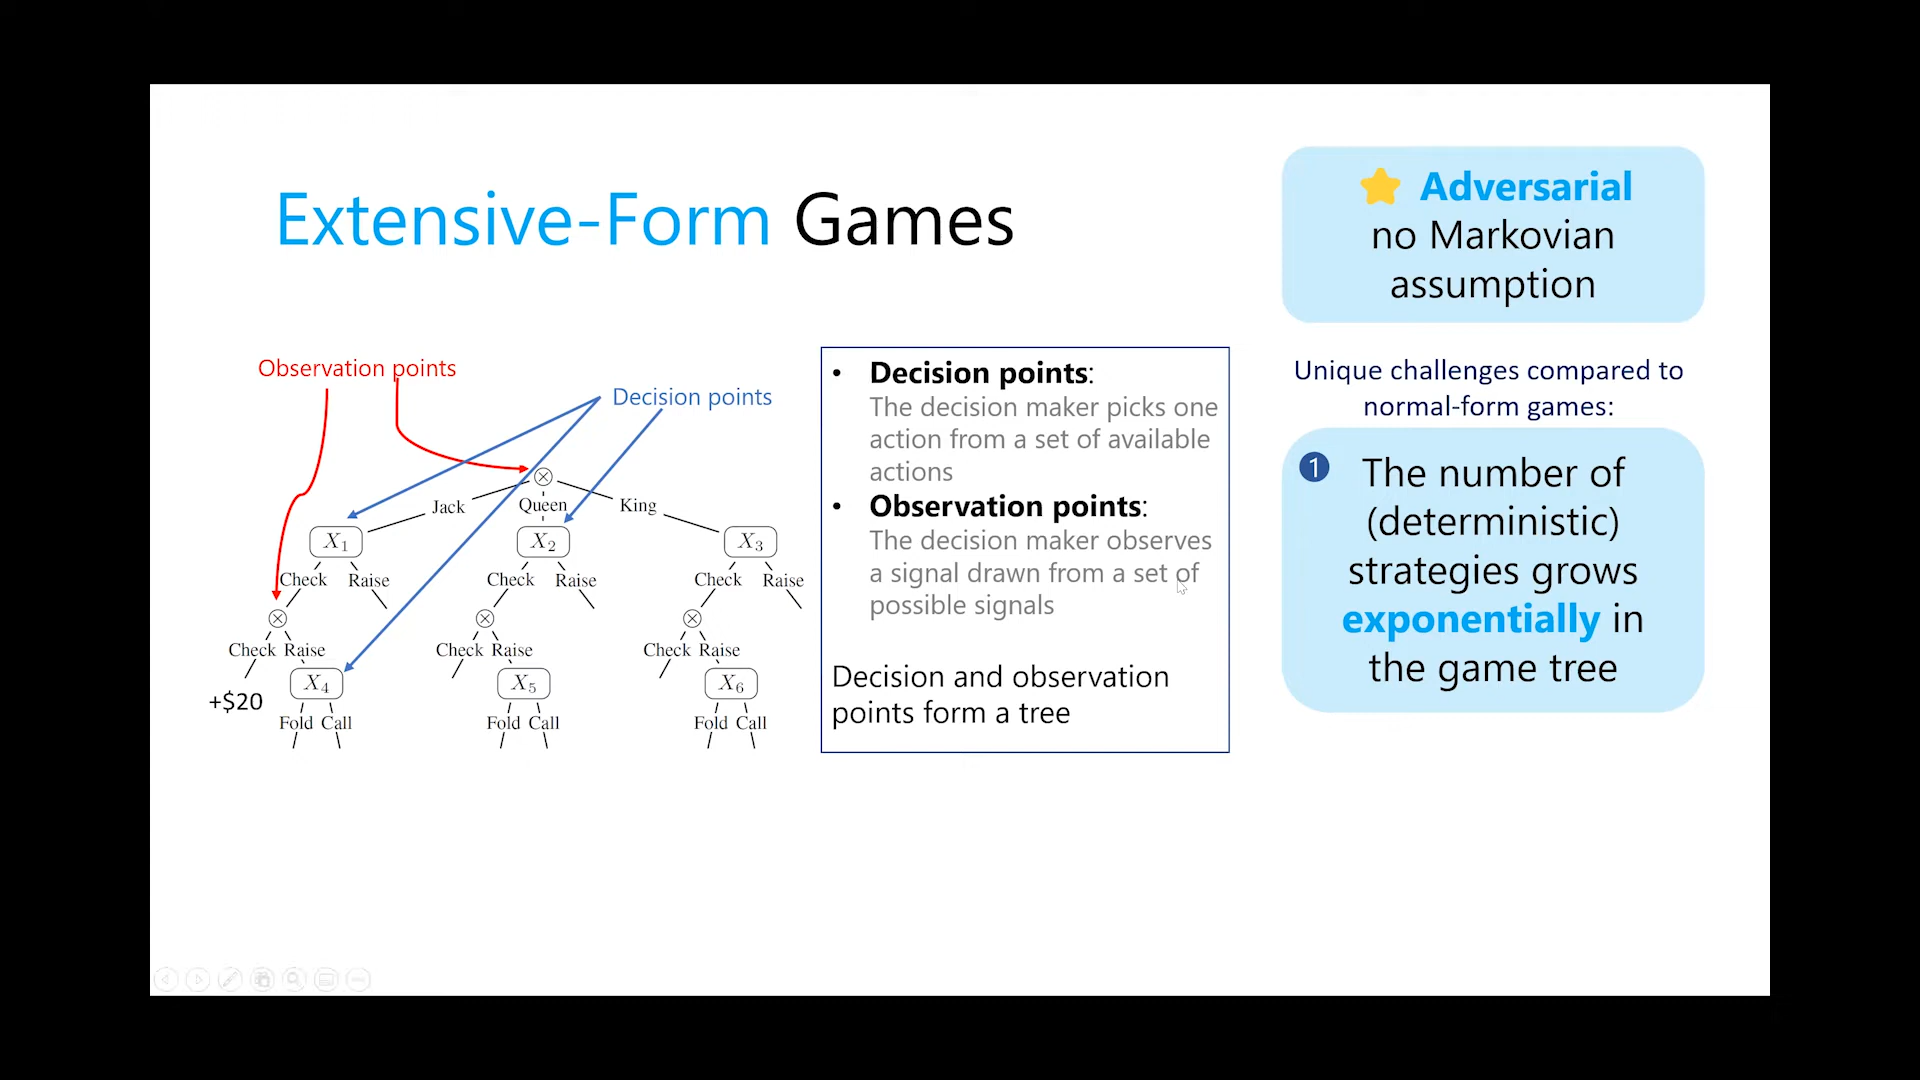 Extensive-Form Games
Observation points
Decision points
⊗
Jack
Queen
King
X₁
X₂
X₃
Check Raise
Check Raise
Check Raise
⊗
⊗
⊗
Check Raise
Check Raise
Check Raise
+$20
X₄
X₅
X₆
Fold Call
Fold Call
Fold Call
• Decision points:
The decision maker picks one
action from a set of available
actions
• Observation points:
The decision maker observes
a signal drawn from a set of
possible signals
Decision and observation
points form a tree
Adversarial
no Markovian
assumption
Unique challenges compared to
normal-form games:
1
The number of
(deterministic)
strategies grows
exponentially in
the game tree